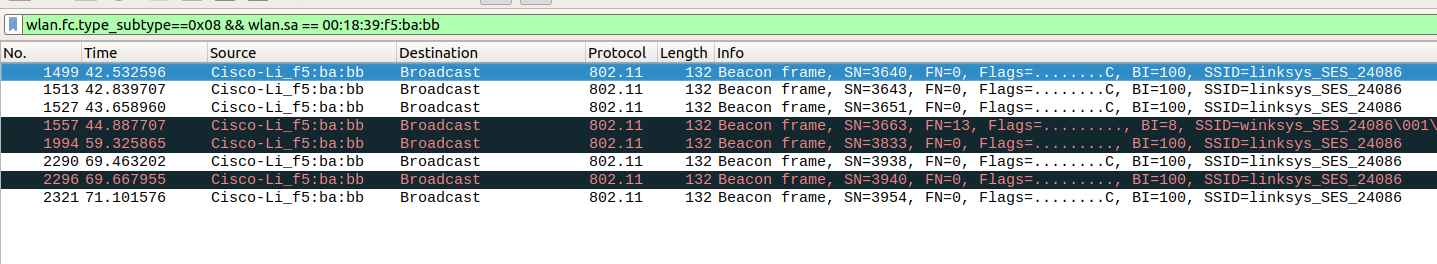 wlan.fc.type_subtype==0x08 && wlan.sa == 00:18:39:f5:ba:bb
No. Time Source Destination Protocol Length Info
1499 42.532596 Cisco-Li_f5:ba:bb Broadcast 802.11 132 Beacon frame, SN=3640, FN=0, Flags=........C, BI=100, SSID=linksys_SES_24086
1513 42.839707 Cisco-Li_f5:ba:bb Broadcast 802.11 132 Beacon frame, SN=3643, FN=0, Flags=........C, BI=100, SSID=linksys_SES_24086
1527 43.658960 Cisco-Li_f5:ba:bb Broadcast 802.11 132 Beacon frame, SN=3651, FN=0, Flags=........C, BI=100, SSID=linksys_SES_24086
1557 44.887707 Cisco-Li_f5:ba:bb Broadcast 802.11 132 Beacon frame, SN=3663, FN=13, Flags=........., BI=8, SSID=winksys_SES_24086\001\
1994 59.325865 Cisco-Li_f5:ba:bb Broadcast 802.11 132 Beacon frame, SN=3833, FN=0, Flags=........., BI=100, SSID=linksys_SES_24086
2290 69.463202 Cisco-Li_f5:ba:bb Broadcast 802.11 132 Beacon frame, SN=3938, FN=0, Flags=........C, BI=100, SSID=linksys_SES_24086
2296 69.667955 Cisco-Li_f5:ba:bb Broadcast 802.11 132 Beacon frame, SN=3940, FN=0, Flags=........., BI=100, SSID=linksys_SES_24086
2321 71.101576 Cisco-Li_f5:ba:bb Broadcast 802.11 132 Beacon frame, SN=3954, FN=0, Flags=........C, BI=100, SSID=linksys_SES_24086